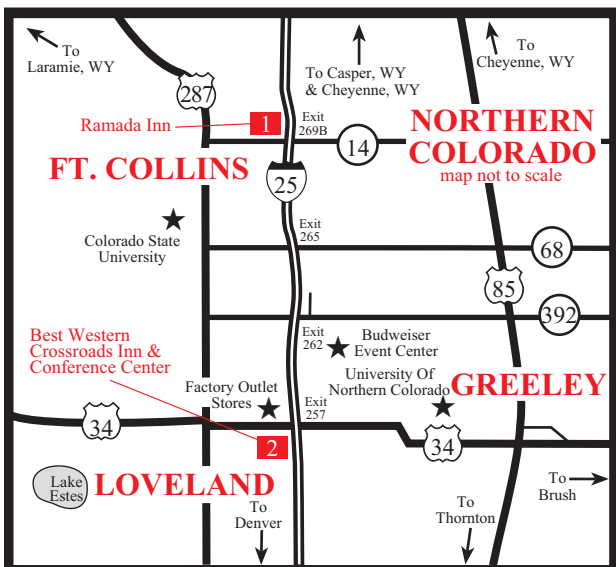 To
Laramie, WY
287
To Casper, WY
& Cheyenne, WY
To
Cheyenne, WY
Ramada Inn
1
Exit
269B
NORTHERN
COLORADO
map not to scale
14
FT. COLLINS
25
Colorado State
University
Exit
265
68
85
392
Best Western
Crossroads Inn &
Conference Center
Exit
262
Budweiser
Event Center
University Of
Northern Colorado
GREELEY
Factory Outlet
Stores
Exit
257
34
2
34
Lake
Estes
LOVELAND
To
Denver
To
Thornton
To
Brush